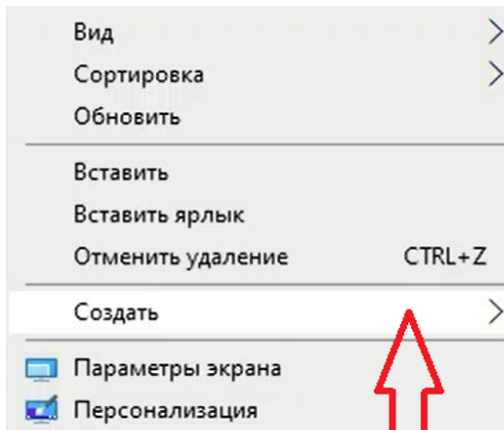 Вид
Сортировка
Обновить
Вставить
Вставить ярлык
Отменить удаление CTRL+Z
Создать
Параметры экрана
Персонализация